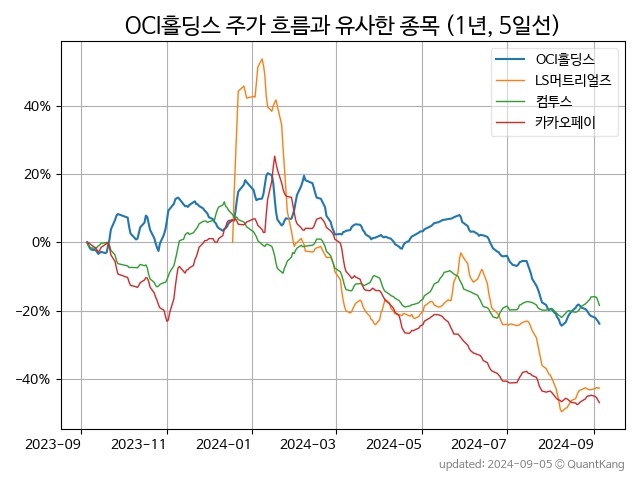 OCI홀딩스 주가 흐름과 유사한 종목 (1년, 5일선)
OCI홀딩스
LS머트리얼즈
컴투스
카카오페이
40%
20%
0%
−20%
−40%
2023-09 2023-11 2024-01 2024-03 2024-05 2024-07 2024-09
updated: 2024-09-05 © QuantKang